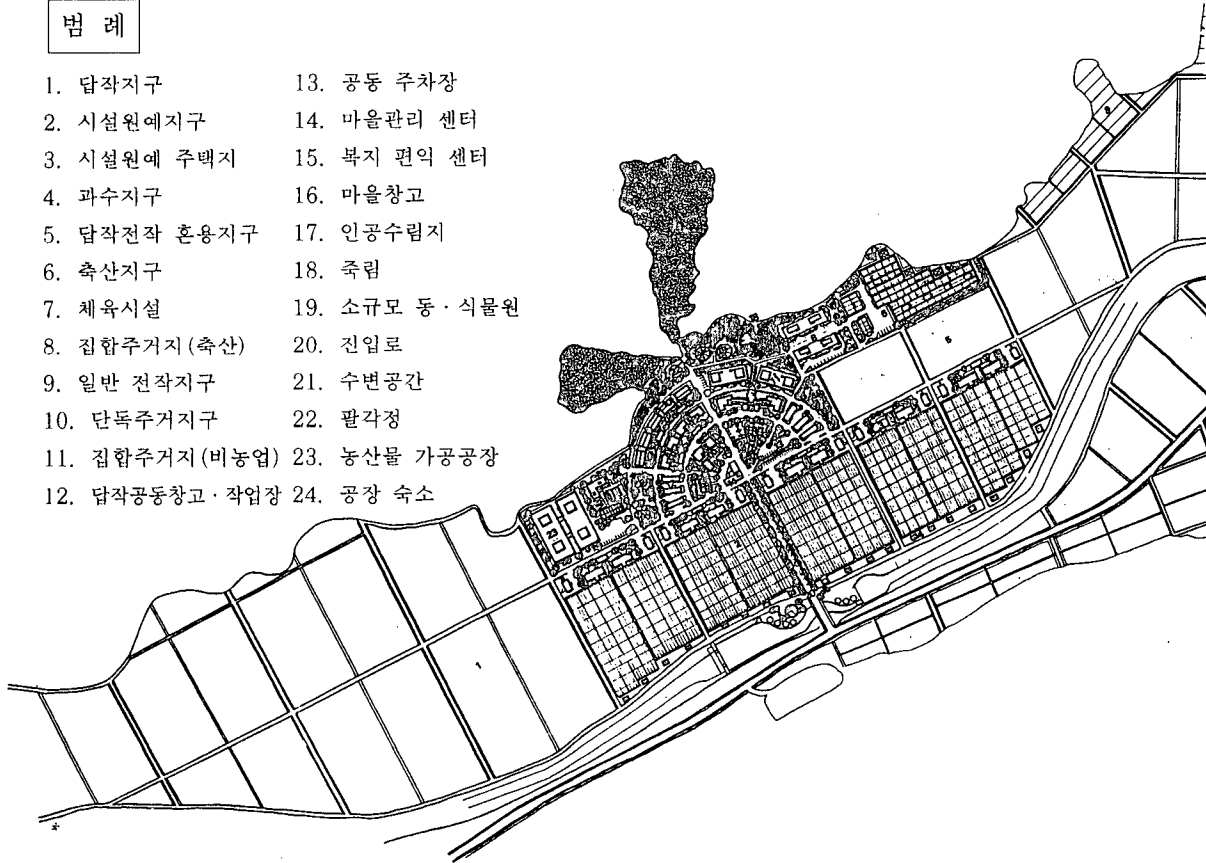 범 례
1. 답작지구
2. 시설원예지구
3. 시설원예 주택지
4. 과수지구
5. 답작전작 혼용지구
6. 축산지구
7. 체육시설
8. 집합주거지(축산)
9. 일반 전작지구
10. 단독주거지구
11. 집합주거지(비농업)
12. 답작공동창고·작업장
13. 공동 주차장
14. 마을관리 센터
15. 복지 편익 센터
16. 마을창고
17. 인공수림지
18. 죽림
19. 소규모 동·식물원
20. 진입로
21. 수변공간
22. 팔각정
23. 농산물 가공공장
24. 공장 숙소
9
6
5
23
2
1